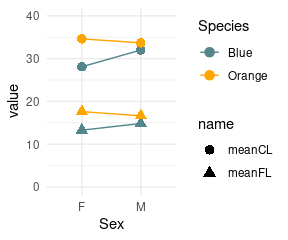 40
30
20
10
0
value
F M
Sex
Species
Blue
Orange
name
meanCL
meanFL